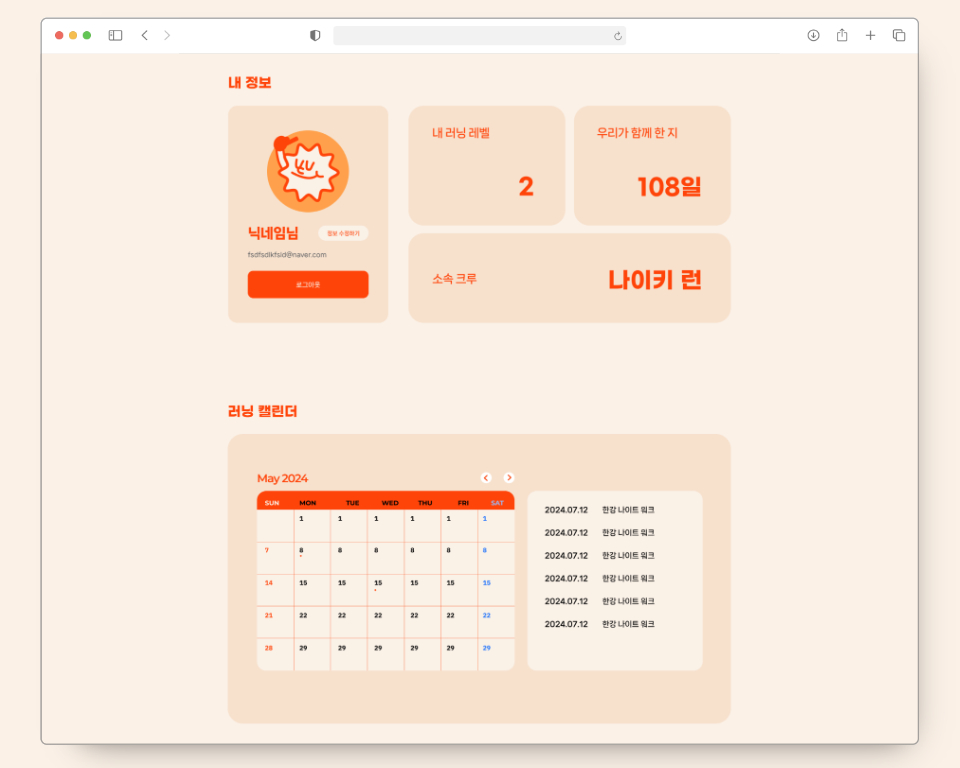 내 정보
KU
닉네임님
정보 수정하기
fsdfsdlkfsld@naver.com
로그아웃
내 러닝 레벨
2
우리가 함께 한 지
108일
소속 크루
나이키 런
러닝 캘린더
May 2024
SUN MON TUE WED THU FRI SAT
1 1 1 1 1 1
7 8 8 8 8 8 8
14 15 15 15 15 15 15
21 22 22 22 22 22 22
28 29 29 29 29 29 29
2024.07.12 한강 나이트 워크
2024.07.12 한강 나이트 워크
2024.07.12 한강 나이트 워크
2024.07.12 한강 나이트 워크
2024.07.12 한강 나이트 워크
2024.07.12 한강 나이트 워크